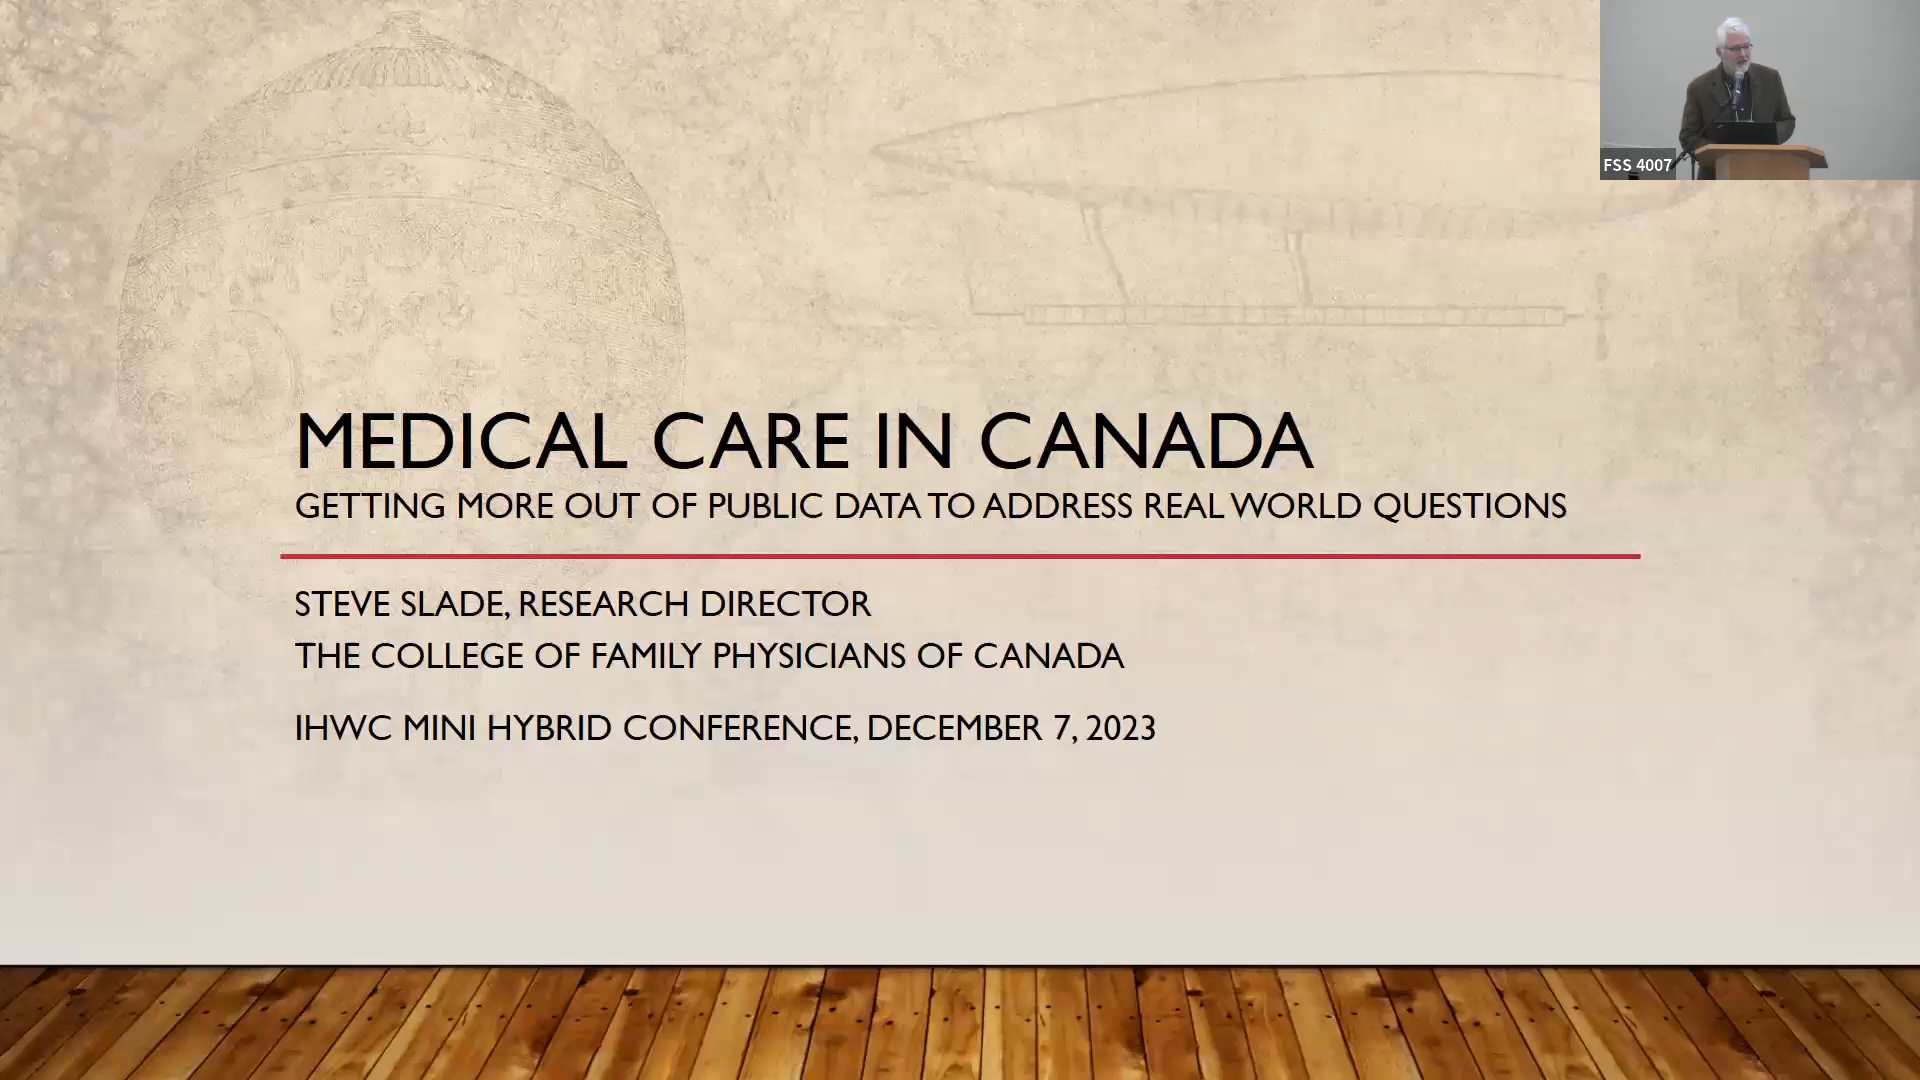 FSS 4007
MEDICAL CARE IN CANADA
GETTING MORE OUT OF PUBLIC DATA TO ADDRESS REAL WORLD QUESTIONS
STEVE SLADE, RESEARCH DIRECTOR
THE COLLEGE OF FAMILY PHYSICIANS OF CANADA
IHWC MINI HYBRID CONFERENCE, DECEMBER 7, 2023